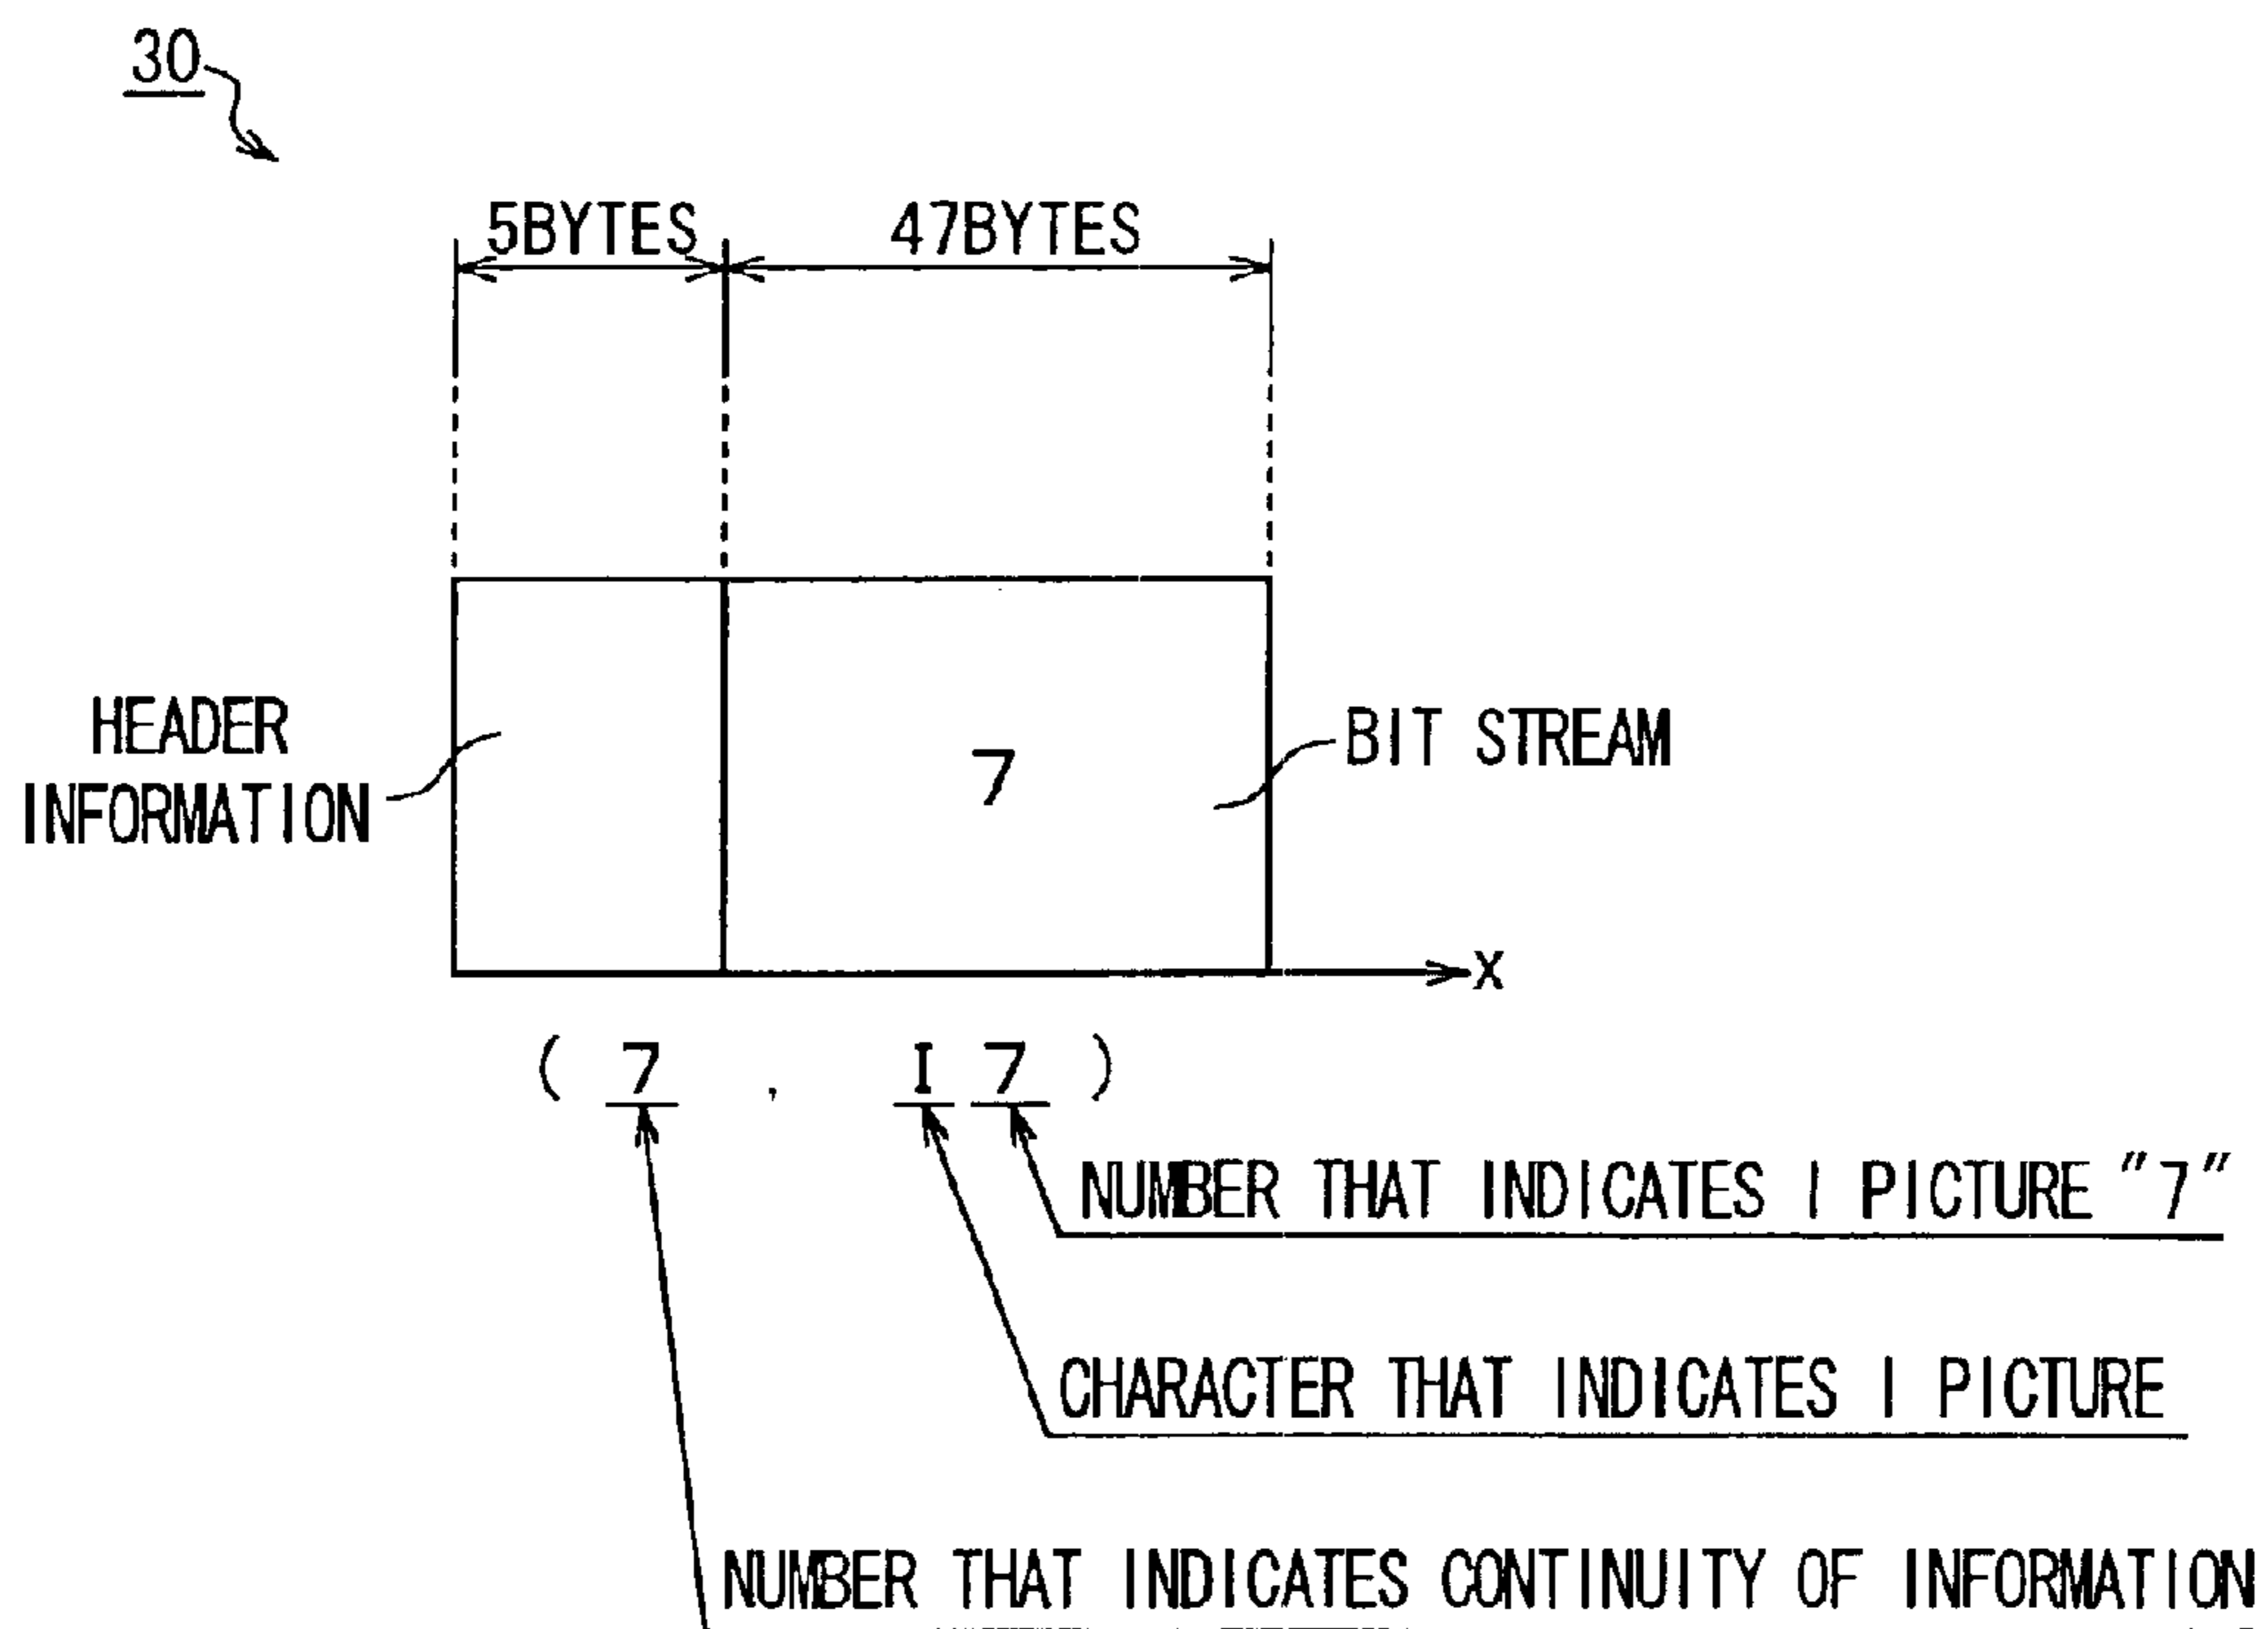 30
5BYTES 47BYTES
HEADER
INFORMATION
7
BIT STREAM
X
( 7 , I 7 )
NUMBER THAT INDICATES I PICTURE "7"
CHARACTER THAT INDICATES I PICTURE
NUMBER THAT INDICATES CONTINUITY OF INFORMATION